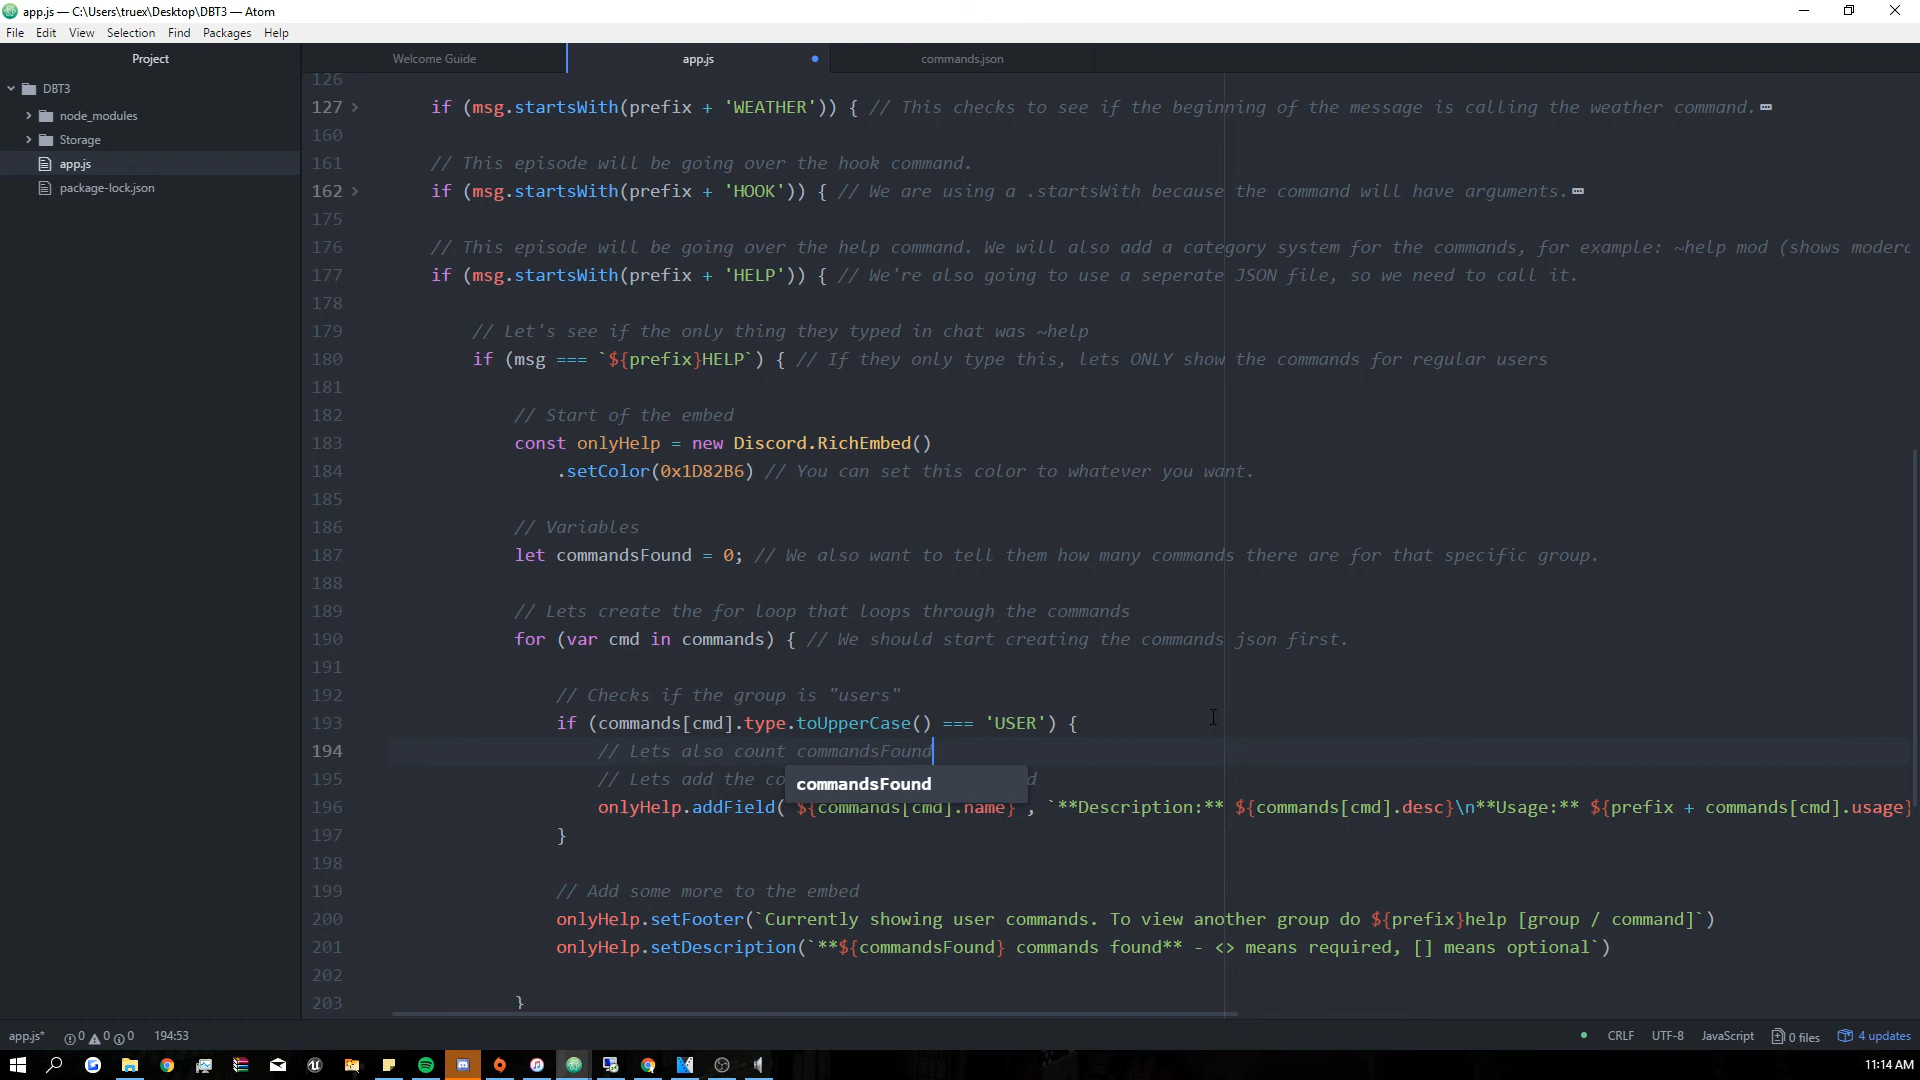 app.js — C:\Users\truex\Desktop\DBT3 — Atom
File Edit View Selection Find Packages Help
Project
Welcome Guide
app.js
commands.json
DBT3
node_modules
Storage
app.js
package-lock.json
126
127 if (msg.startsWith(prefix + 'WEATHER')) { // This checks to see if the beginning of the message is calling the weather command.
160
161 // This episode will be going over the hook command.
162 if (msg.startsWith(prefix + 'HOOK')) { // We are using a .startsWith because the command will have arguments.
175
176 // This episode will be going over the help command. We will also add a category system for the commands, for example: ~help mod (shows
177 if (msg.startsWith(prefix + 'HELP')) { // We're also going to use a seperate JSON file, so we need to call it.
178
179 // Let's see if the only thing they typed in chat was ~help
180 if (msg === `${prefix}HELP`) { // If they only type this, lets ONLY show the commands for regular users
181
182 // Start of the embed
183 const onlyHelp = new Discord.RichEmbed()
184 .setColor(0x1D82B6) // You can set this color to whatever you want.
185
186 // Variables
187 let commandsFound = 0; // We also want to tell them how many commands there are for that specific group.
188
189 // Lets create the for loop that loops through the commands
190 for (var cmd in commands) { // We should start creating the commands json first.
191
192 // Checks if the group is "users"
193 if (commands[cmd].type.toUpperCase() === 'USER') {
194 // Lets also count commandsFound
195 // Lets add the
commandsFound
196 onlyHelp.addField( ${commands[cmd].name} , `**Description:** ${commands[cmd].desc}\n**Usage:** ${prefix + commands[cmd].usage}
197 }
198
199 // Add some more to the embed
200 onlyHelp.setFooter(`Currently showing user commands. To view another group do ${prefix}help [group / command]`)
201 onlyHelp.setDescription(`**${commandsFound} commands found** - <> means required, [] means optional`)
202
203 }
app.js* 0 0 0 194:53 CRLF UTF-8 JavaScript 0 files 4 updates
11:14 AM